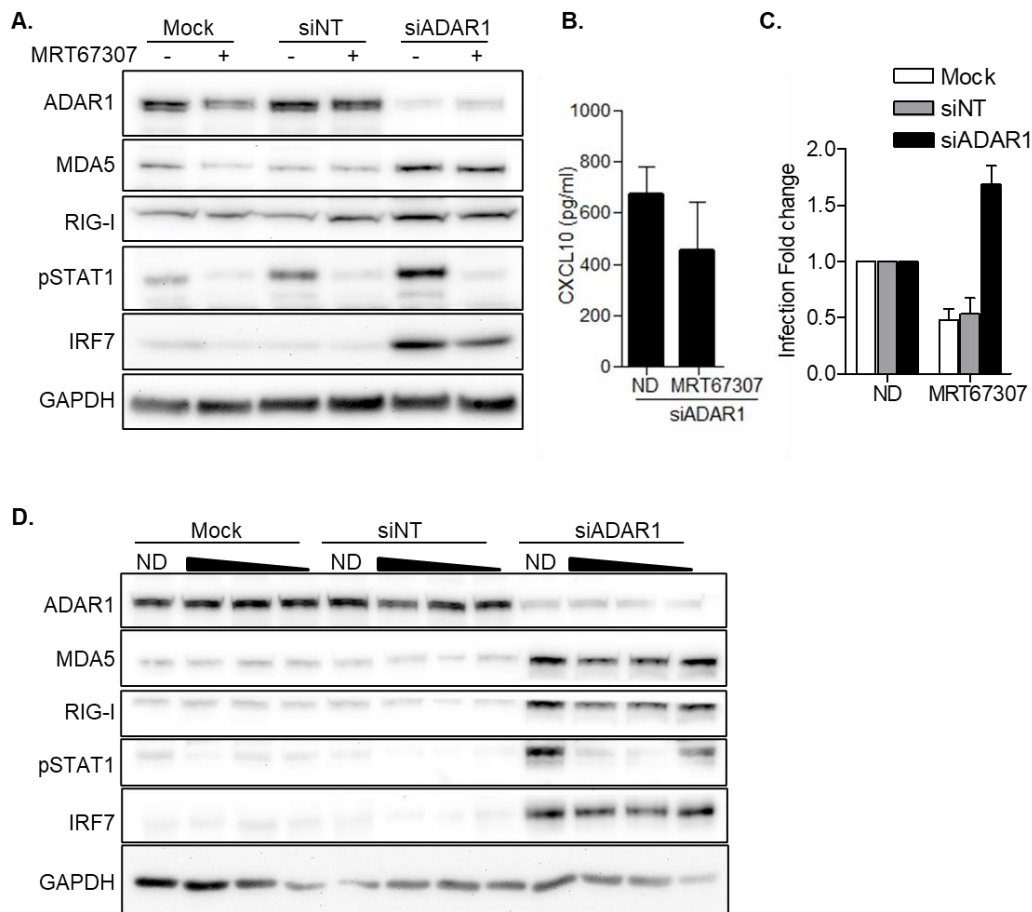 A.
Mock siNT siADAR1
MRT67307 - + - + - +
ADAR1
MDA5
RIG-I
pSTAT1
IRF7
GAPDH
B.
CXCL10 (pg/ml)
1000
800
600
400
200
0
ND MRT67307
siADAR1
C.
Mock
siNT
siADAR1
Infection Fold change
2.0
1.5
1.0
0.5
0.0
ND MRT67307
D.
Mock siNT siADAR1
ND ND ND
ADAR1
MDA5
RIG-I
pSTAT1
IRF7
GAPDH